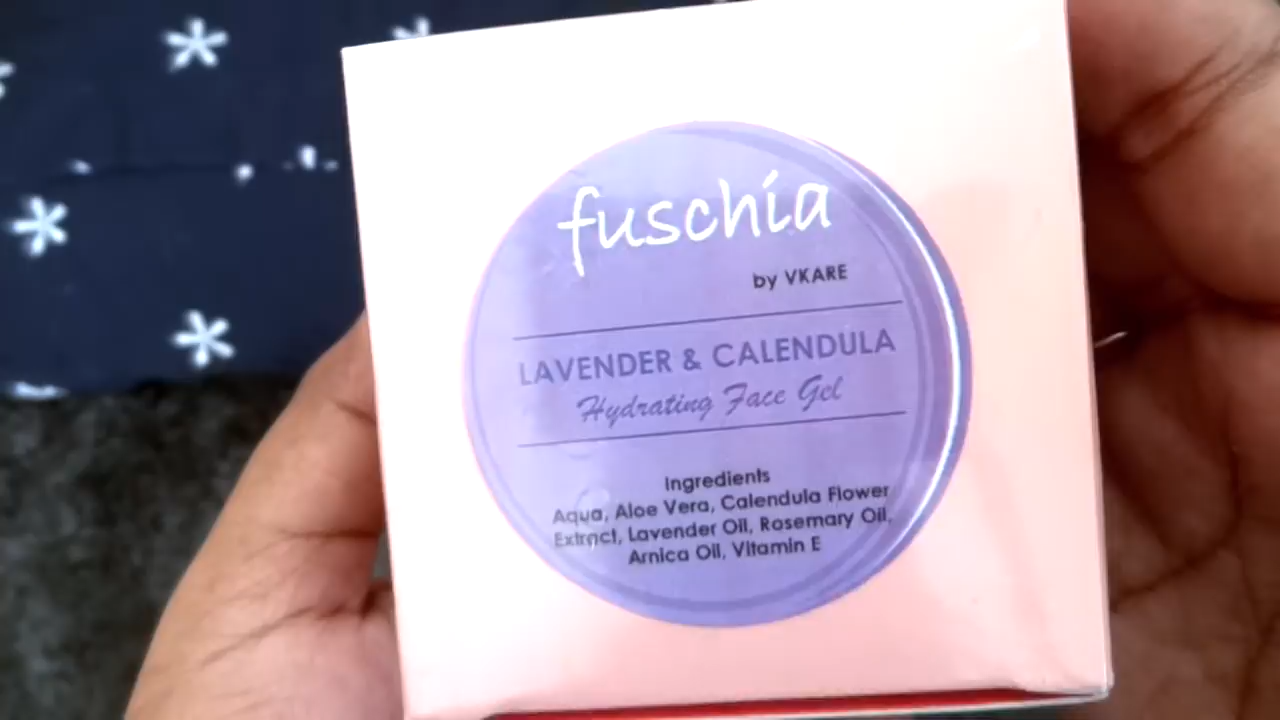 fuschia
by VKARE
LAVENDER & CALENDULA
Hydrating Face Gel
Ingredients
Aqua, Aloe Vera, Calendula Flower
Extract, Lavender Oil, Rosemary Oil,
Arnica Oil, Vitamin E